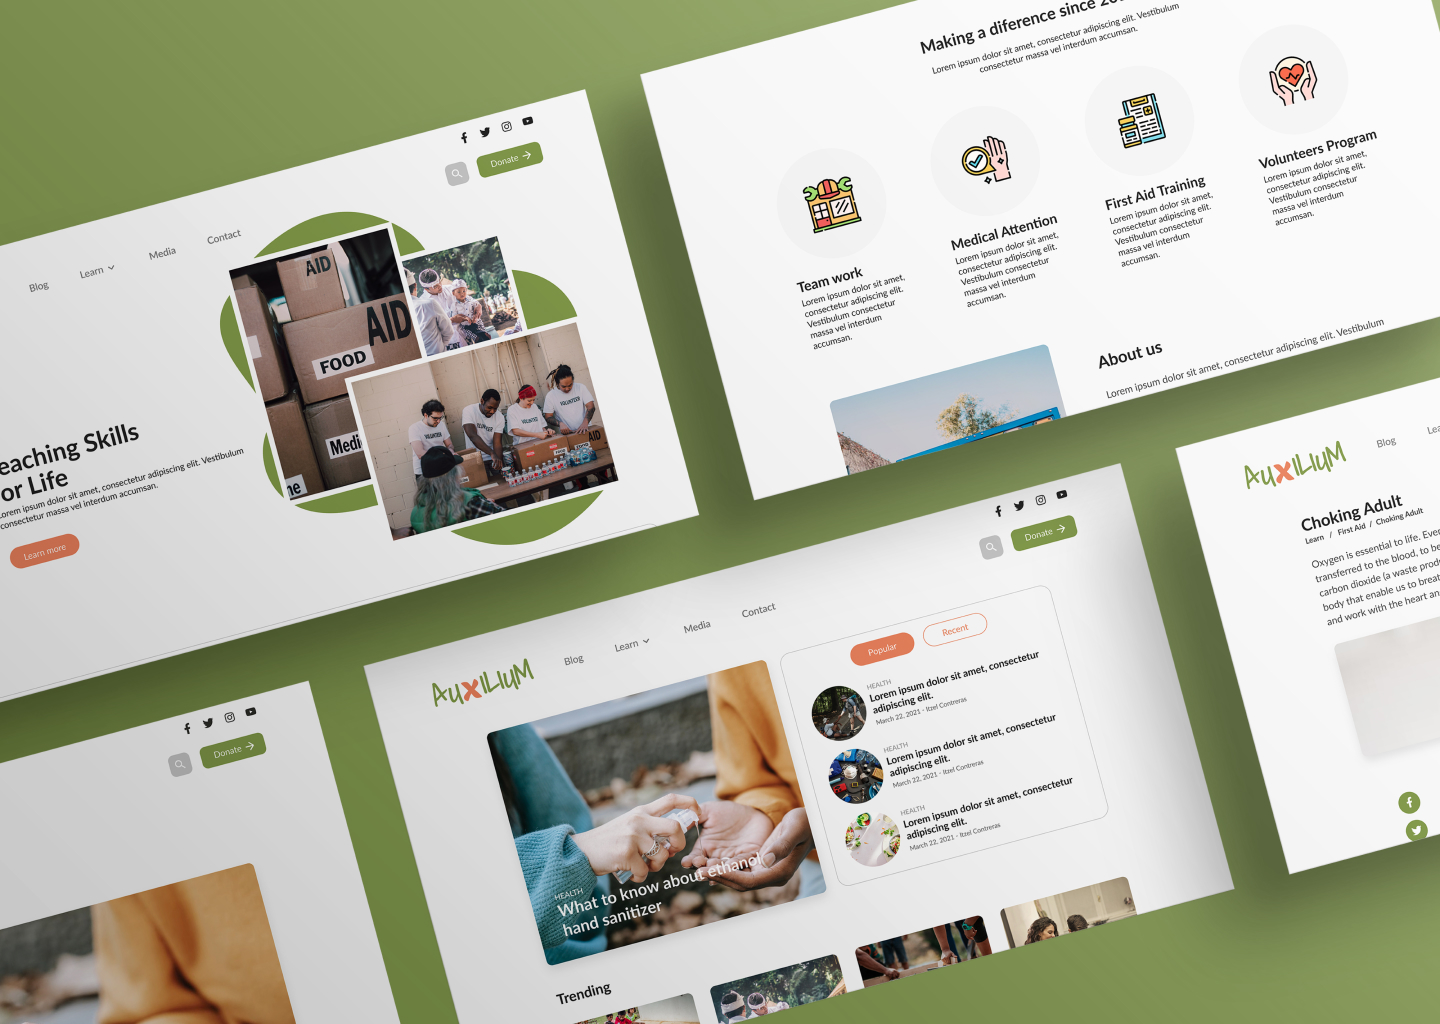 Blog
Learn
Media
Contact
Donate
AID
AID
FOOD
VOLUNTEER
VOLUNTEER
VOLUNTEER
VOLUNTEER
AID
eaching Skills
or Life
orem ipsum dolor sit amet, consectetur adipiscing elit. Vestibulum
consectetur massa vel interdum accumsan.
Learn more
Making a diference since
Lorem ipsum dolor sit amet, consectetur adipiscing elit. Vestibulum
consectetur massa vel interdum accumsan.
Team work
Lorem ipsum dolor sit amet,
consectetur adipiscing elit.
Vestibulum consectetur
massa vel interdum
accumsan.
Medical Attention
Lorem ipsum dolor sit amet,
consectetur adipiscing elit.
Vestibulum consectetur
massa vel interdum
accumsan.
First Aid Training
Lorem ipsum dolor sit amet,
consectetur adipiscing elit.
Vestibulum consectetur
massa vel interdum
accumsan.
Volunteers Program
Lorem ipsum dolor sit amet,
consectetur adipiscing elit.
Vestibulum consectetur
massa vel interdum
accumsan.
About us
Lorem ipsum dolor sit amet, consectetur adipiscing elit. Vestibulum
Donate
AUXILIUM
Blog
Learn
Media
Contact
Donate
HEALTH
What to know about ethanol
hand sanitizer
Popular
Recent
HEALTH
Lorem ipsum dolor sit amet, consectetur
adipiscing elit.
March 22, 2021 - Itzel Contreras
HEALTH
Lorem ipsum dolor sit amet, consectetur
adipiscing elit.
March 22, 2021 - Itzel Contreras
HEALTH
Lorem ipsum dolor sit amet, consectetur
adipiscing elit.
March 22, 2021 - Itzel Contreras
Trending
AUXILIUM
Blog
Lea
Choking Adult
Learn / First Aid / Choking Adult
Oxygen is essential to life. Ever
transferred to the blood, to be
carbon dioxide (a waste prod
body that enable us to breat
and work with the heart an